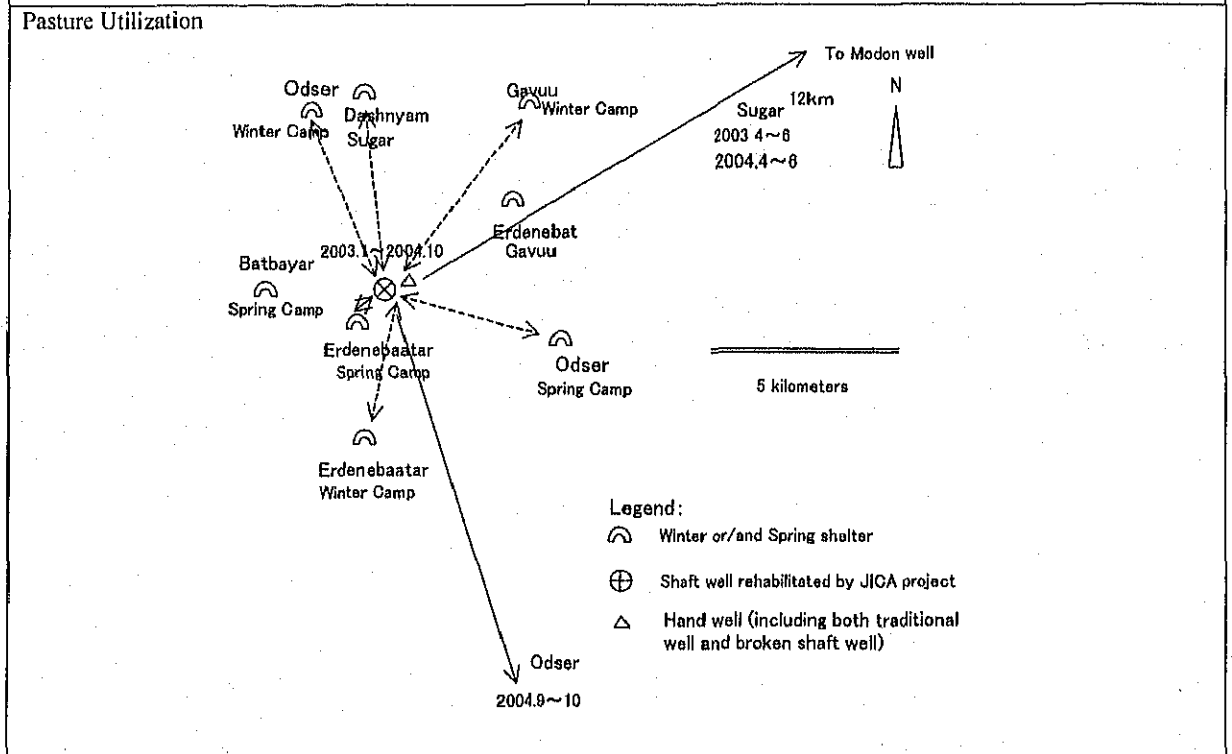 Pasture Utilization
To Modon well
N
Odser
Winter Camp
Dashnyam
Sugar
Gavuu
Winter Camp
Sugar 12km
2003 4~6
2004,4~6
Erdenebat
Gavuu
2003.1~2004.10
Batbayar
Spring Camp
Erdenebaatar
Spring Camp
Odser
Spring Camp
5 kilometers
Erdenebaatar
Winter Camp
Legend:
Winter or/and Spring shelter
Shaft well rehabilitated by JICA project
Hand well (including both traditional
well and broken shaft well)
Odser
2004.9~10